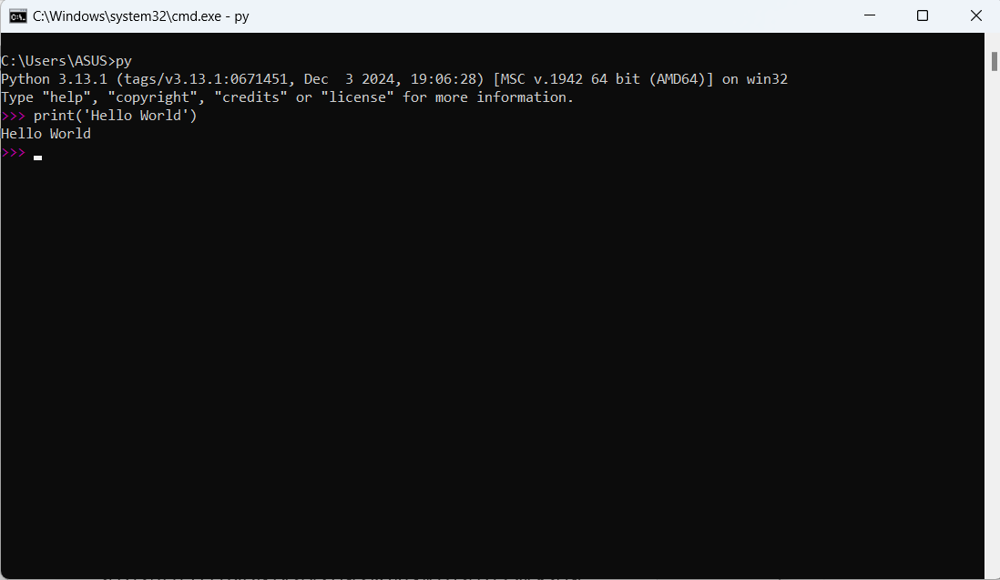 C:\Windows\system32\cmd.exe - py
C:\Users\ASUS>py
Python 3.13.1 (tags/v3.13.1:0671451, Dec  3 2024, 19:06:28) [MSC v.1942 64 bit (AMD64)] on win32
Type "help", "copyright", "credits" or "license" for more information.
>>> print('Hello World')
Hello World
>>>